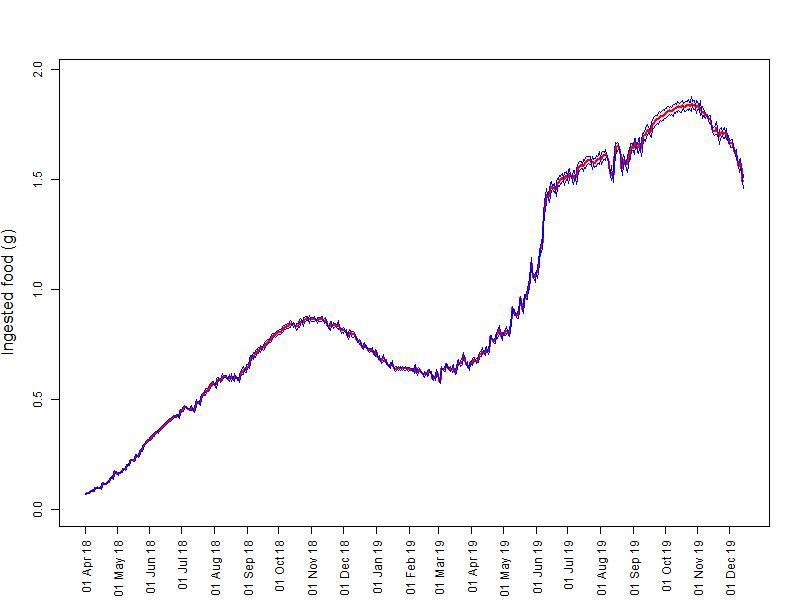 2.0
1.5
1.0
0.5
0.0
Ingested food (g)
01 Apr 18
01 May 18
01 Jun 18
01 Jul 18
01 Aug 18
01 Sep 18
01 Oct 18
01 Nov 18
01 Dec 18
01 Jan 19
01 Feb 19
01 Mar 19
01 Apr 19
01 May 19
01 Jun 19
01 Jul 19
01 Aug 19
01 Sep 19
01 Oct 19
01 Nov 19
01 Dec 19